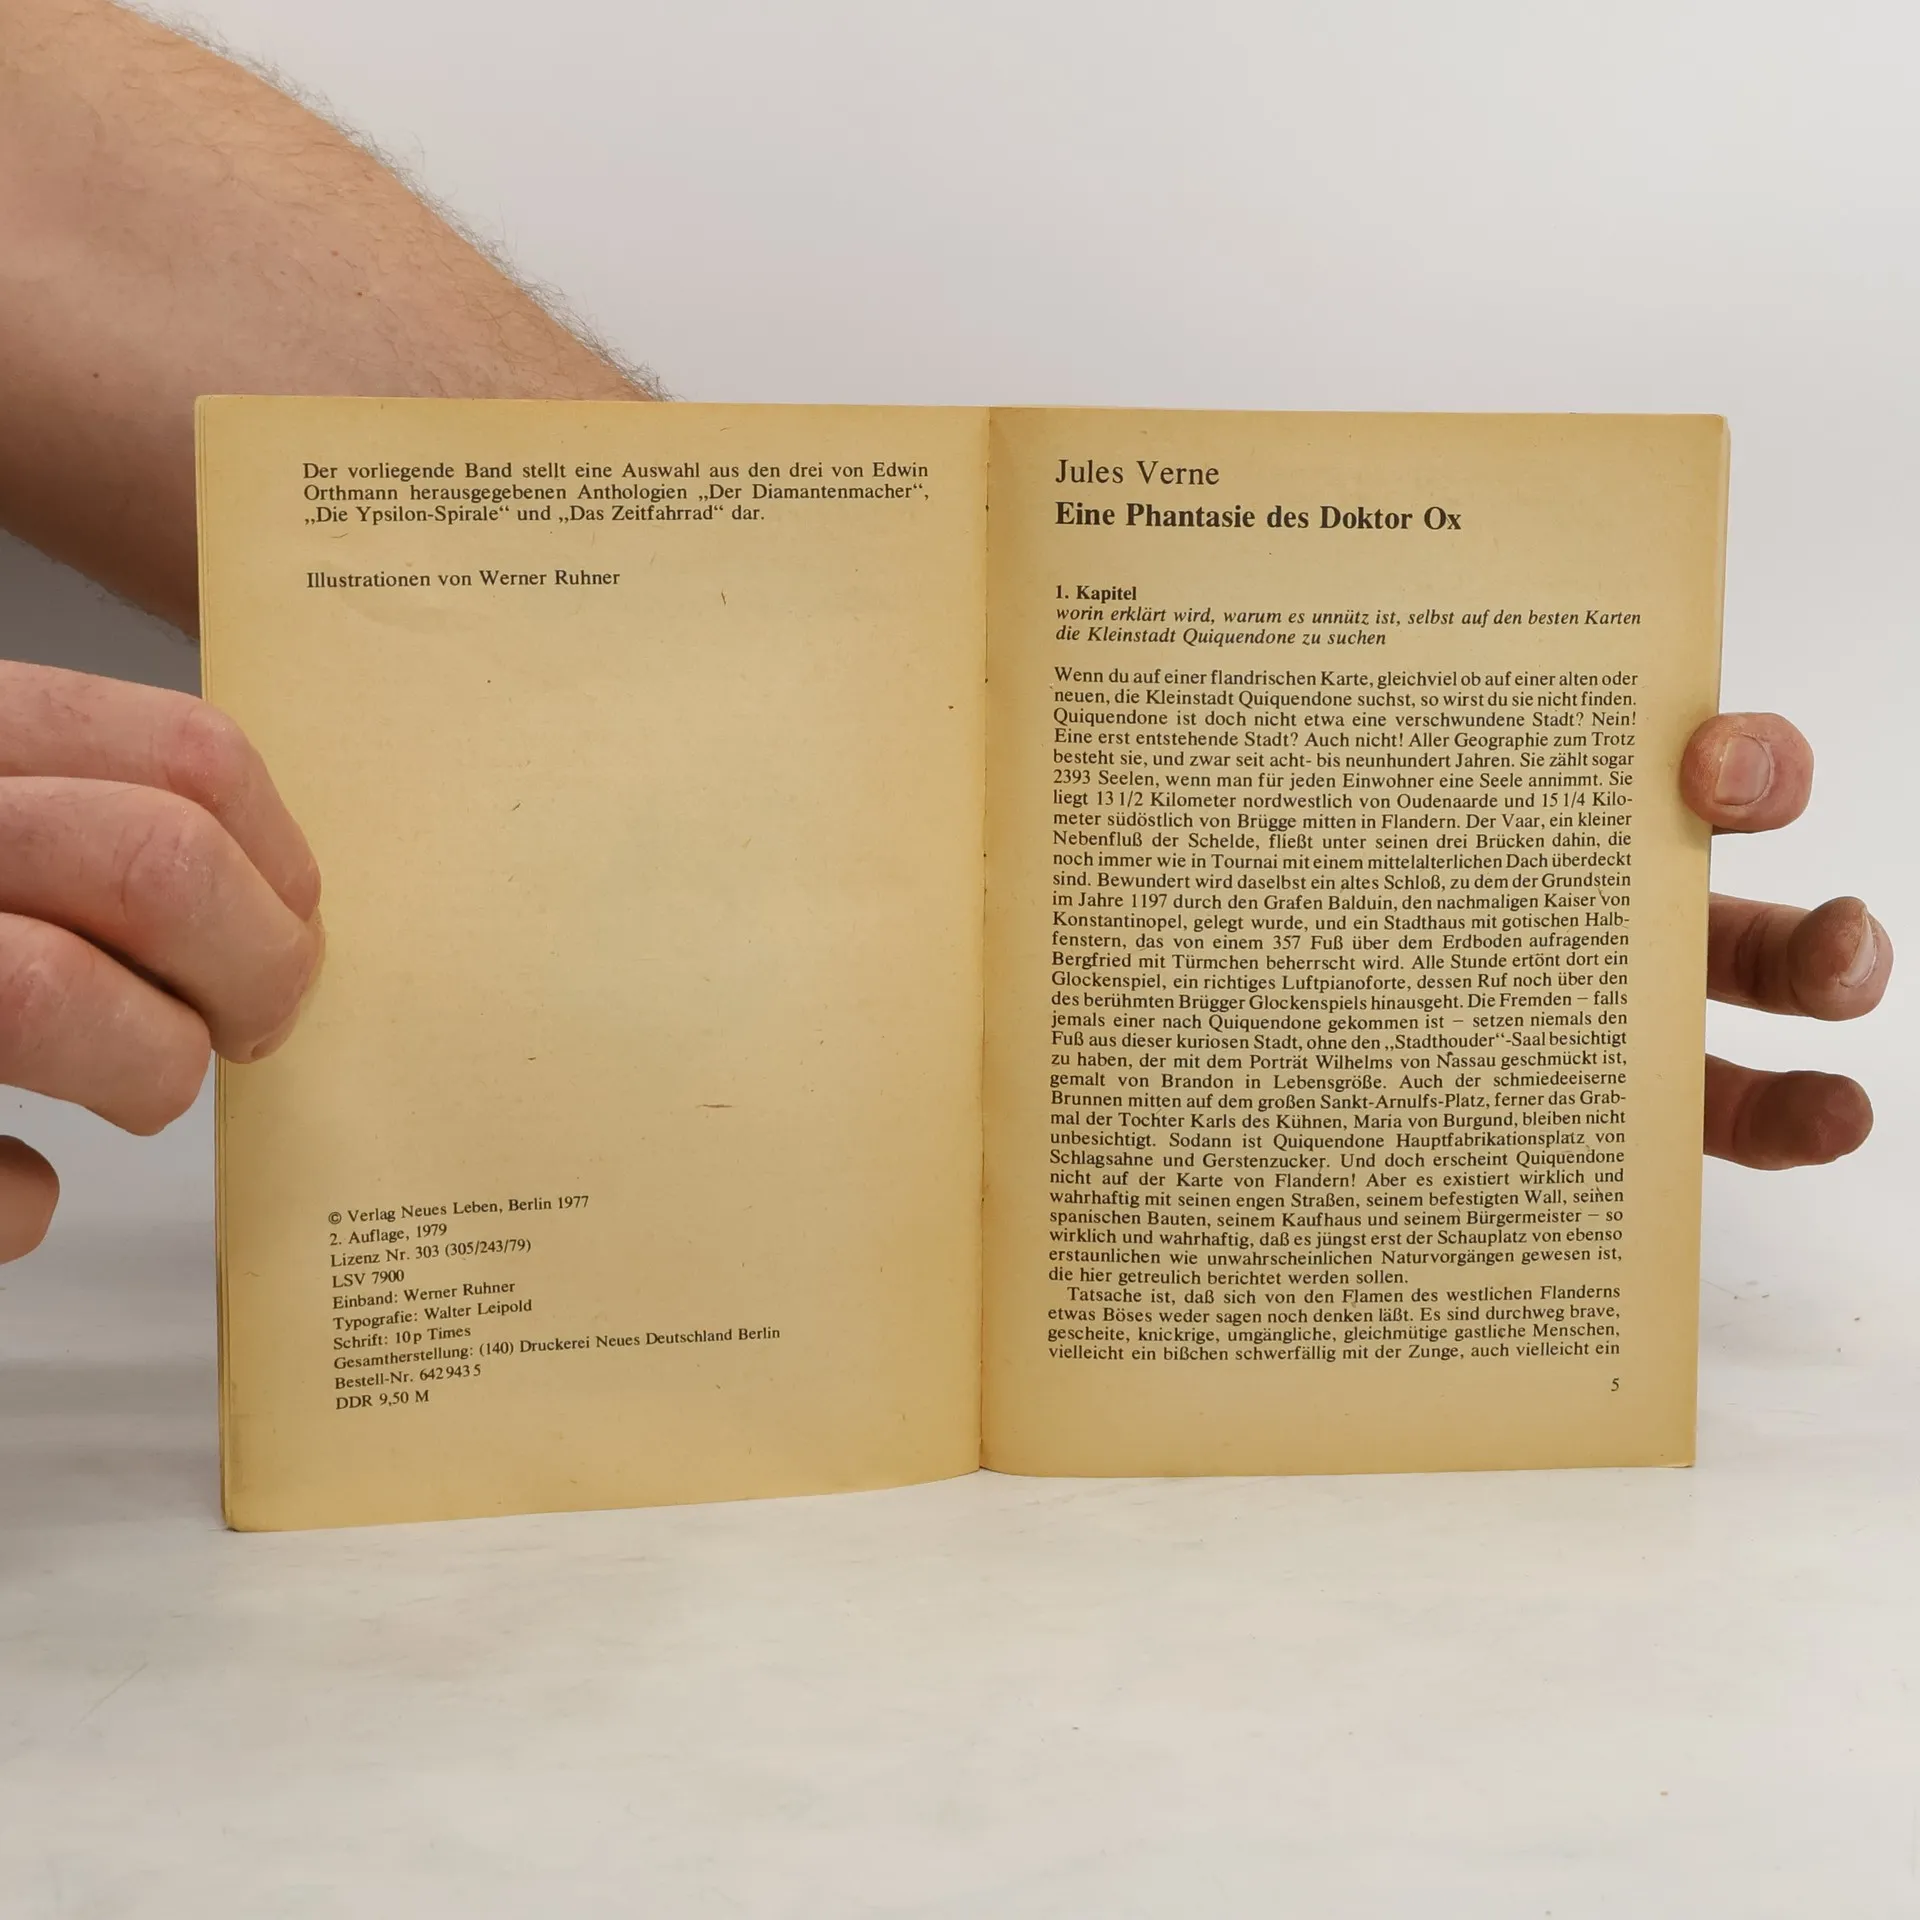 Der vorliegende Band stellt eine Auswahl aus den drei von Edwin
Orthmann herausgegebenen Anthologien „Der Diamantenmacher“,
„Die Ypsilon-Spirale“ und „Das Zeitfahrrad“ dar.
Illustrationen von Werner Ruhner
© Verlag Neues Leben, Berlin 1977
2. Auflage, 1979
Lizenz Nr. 303 (305/243/79)
LSV 7900
Einband: Werner Ruhner
Typografie: Walter Leipold
Schrift: 10p Times
Gesamtherstellung: (140) Druckerei Neues Deutschland Berlin
Bestell-Nr. 642 943 5
DDR 9,50 M
Jules Verne
Eine Phantasie des Doktor Ox
1. Kapitel
worin erklärt wird, warum es unnütz ist, selbst auf den besten Karten
die Kleinstadt Quiquendone zu suchen
Wenn du auf einer flandrischen Karte, gleichviel ob auf einer alten oder
neuen, die Kleinstadt Quiquendone suchst, so wirst du sie nicht finden.
Quiquendone ist doch nicht etwa eine verschwundene Stadt? Nein!
Eine erst entstehende Stadt? Auch nicht! Aller Geographie zum Trotz
besteht sie, und zwar seit acht- bis neunhundert Jahren. Sie zählt sogar
2393 Seelen, wenn man für jeden Einwohner eine Seele annimmt. Sie
liegt 13 1/2 Kilometer nordwestlich von Oudenaarde und 15 1/4 Kilo-
meter südöstlich von Brügge mitten in Flandern. Der Vaar, ein kleiner
Nebenfluß der Schelde, fließt unter seinen drei Brücken dahin, die
noch immer wie in Tournai mit einem mittelalterlichen Dach überdeckt
sind. Bewundert wird daselbst ein altes Schloß, zu dem der Grundstein
im Jahre 1197 durch den Grafen Balduin, den nachmaligen Kaiser von
Konstantinopel, gelegt wurde, und ein Stadthaus mit gotischen Halb-
fenstern, das von einem 357 Fuß über dem Erdboden aufragenden
Bergfried mit Türmchen beherrscht wird. Alle Stunde ertönt dort ein
Glockenspiel, ein richtiges Luftpianoforte, dessen Ruf noch über den
des berühmten Brügger Glockenspiels hinausgeht. Die Fremden – falls
jemals einer nach Quiquendone gekommen ist – setzen niemals den
Fuß aus dieser kuriosen Stadt, ohne den „Stadthouder“-Saal besichtigt
zu haben, der mit dem Porträt Wilhelms von Nassau geschmückt ist,
gemalt von Brandon in Lebensgröße. Auch der schmiedeeiserne
Brunnen mitten auf dem großen Sankt-Arnulfs-Platz, ferner das Grab-
mal der Tochter Karls des Kühnen, Maria von Burgund, bleiben nicht
unbesichtigt. Sodann ist Quiquendone Hauptfabrikationsplatz von
Schlagsahne und Gerstenzucker. Und doch erscheint Quiquendone
nicht auf der Karte von Flandern! Aber es existiert wirklich und
wahrhaftig mit seinen engen Straßen, seinem befestigten Wall, seinen
spanischen Bauten, seinem Kaufhaus und seinem Bürgermeister – so
wirklich und wahrhaftig, daß es jüngst erst der Schauplatz von ebenso
erstaunlichen wie unwahrscheinlichen Naturvorgängen gewesen ist,
die hier getreulich berichtet werden sollen.
Tatsache ist, daß sich von den Flamen des westlichen Flanderns
etwas Böses weder sagen noch denken läßt. Es sind durchweg brave,
gescheite, knickrige, umgängliche, gleichmütige gastliche Menschen,
vielleicht ein bißchen schwerfällig mit der Zunge, auch vielleicht ein
5